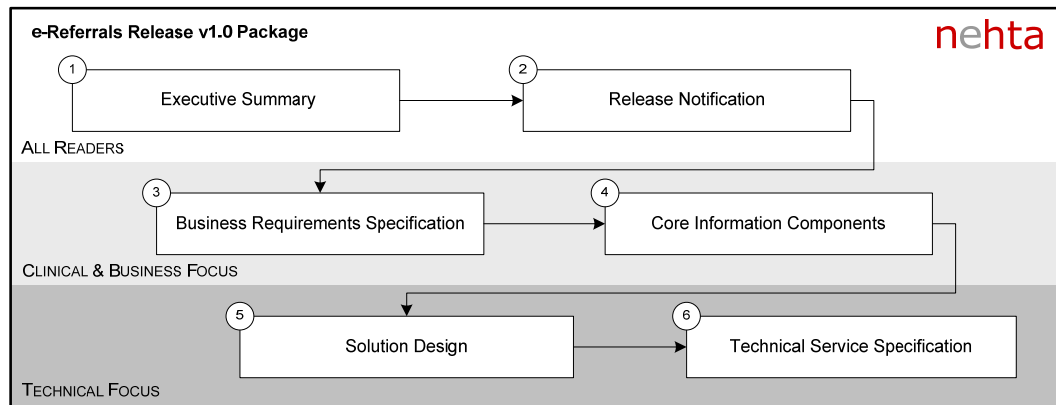 e-Referrals Release v1.0 Package
nehta
1
Executive Summary
2
Release Notification
ALL READERS
3
Business Requirements Specification
4
Core Information Components
CLINICAL & BUSINESS FOCUS
5
Solution Design
6
Technical Service Specification
TECHNICAL FOCUS